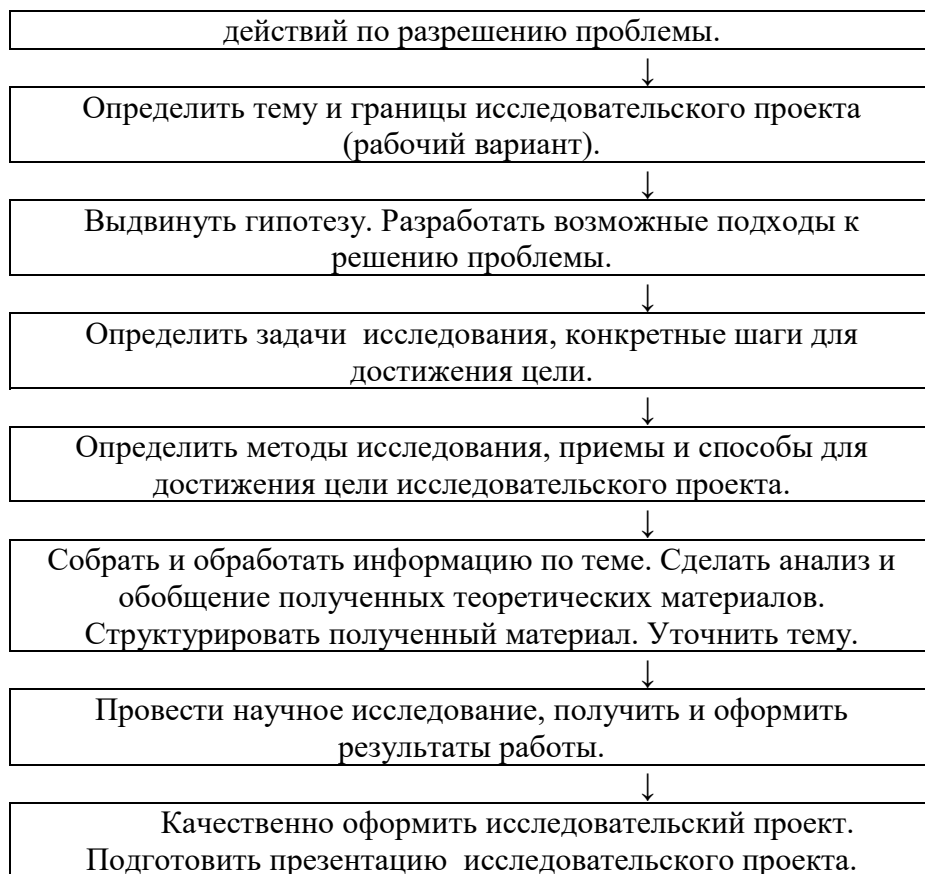 действий по разрешению проблемы.
↓
Определить тему и границы исследовательского проекта
(рабочий вариант).
↓
Выдвинуть гипотезу. Разработать возможные подходы к
решению проблемы.
↓
Определить задачи  исследования, конкретные шаги для
достижения цели.
↓
Определить методы исследования, приемы и способы для
достижения цели исследовательского проекта.
↓
Собрать и обработать информацию по теме. Сделать анализ и
обобщение полученных теоретических материалов.
Структурировать полученный материал. Уточнить тему.
↓
Провести научное исследование, получить и оформить
результаты работы.
↓
Качественно оформить исследовательский проект.
Подготовить презентацию  исследовательского проекта.